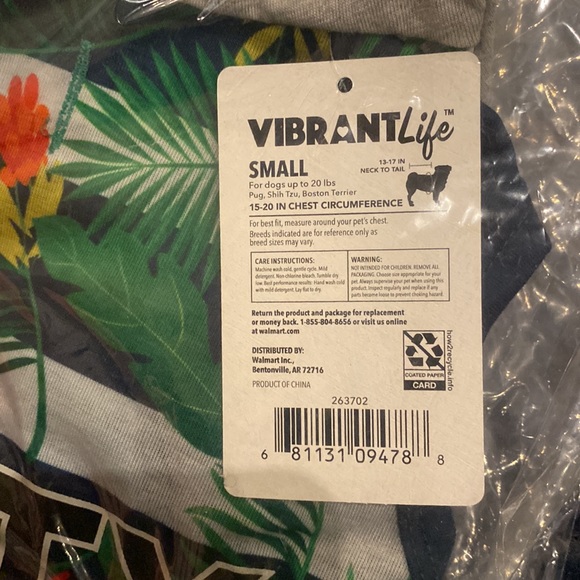 VIBRANTLife™
SMALL
For dogs up to 20 lbs
Pug, Shih Tzu, Boston Terrier
13-17 IN
NECK TO TAIL
15-20 IN CHEST CIRCUMFERENCE
For best fit, measure around your pet's chest.
Breeds indicated are for reference only as
breed sizes may vary.
CARE INSTRUCTIONS:
Machine wash cold, gentle cycle. Mild
detergent. Non-chlorine bleach. Tumble dry,
low. Best performance results: Hand wash cold
with mild detergent. Lay flat to dry.
WARNING:
NOT INTENDED FOR CHILDREN. REMOVE ALL
PACKAGING. Choose size appropriate for your
pet. Always supervise your pet when using this
product. Inspect regularly and replace if any
parts become loose to prevent choking hazard
Return the product and package for replacement
or money back. 1-855-804-8656 or visit us online
at walmart.com
DISTRIBUTED BY:
Walmart Inc.,
Bentonville, AR 72716
PRODUCT OF CHINA
COATED PAPER
CARD
how2recycle.info
263702
6 81131 09478 8
TY